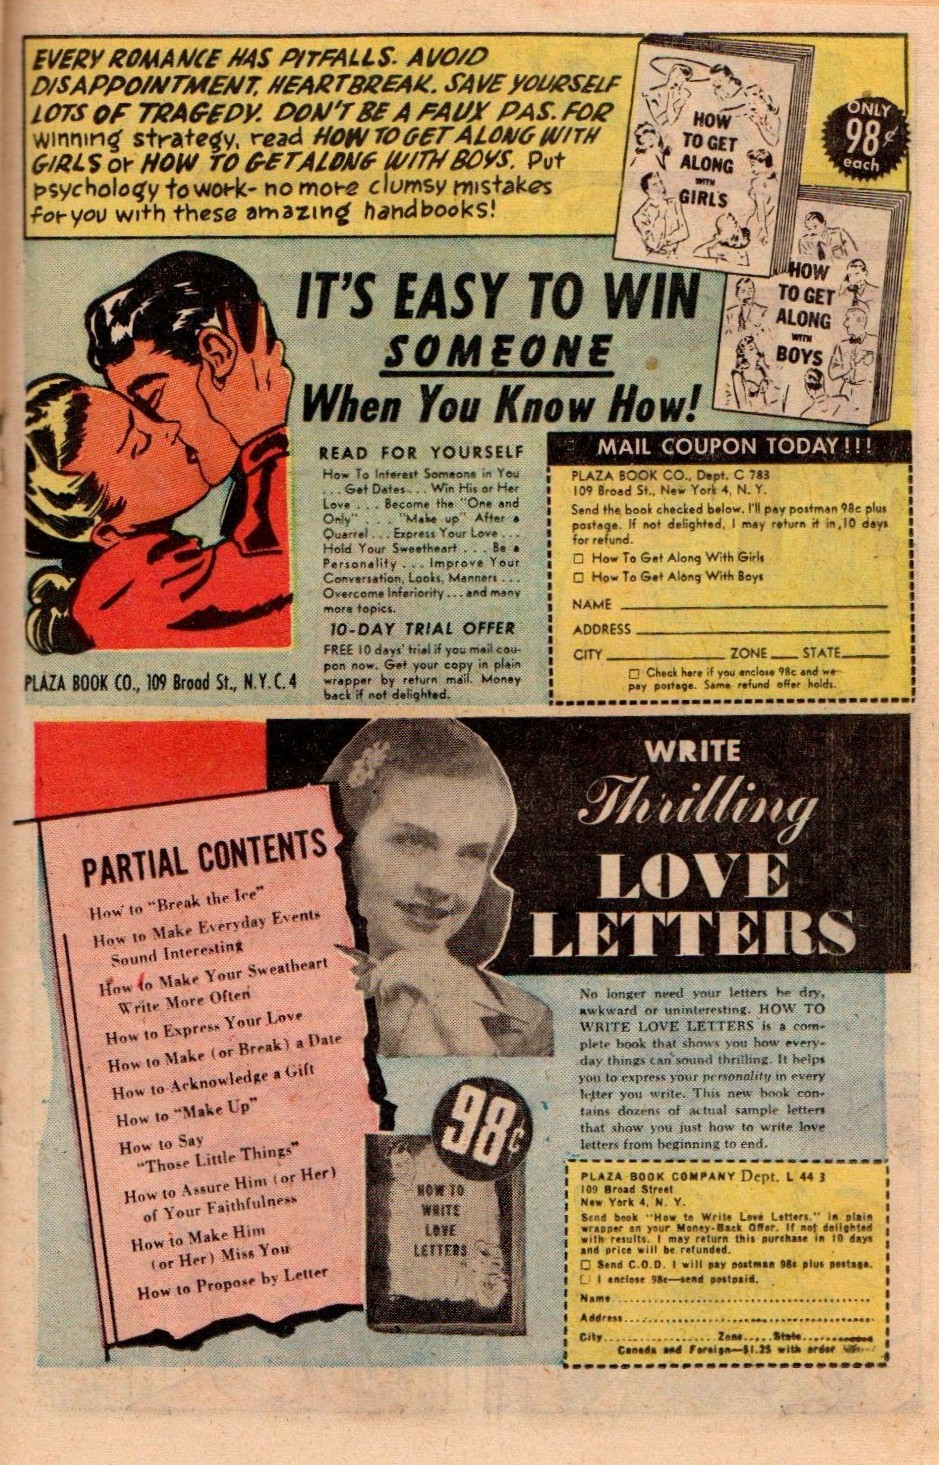 EVERY ROMANCE HAS PITFALLS. AVOID
DISAPPOINTMENT, HEARTBREAK. SAVE YOURSELF
LOTS OF TRAGEDY. DON'T BE A FAUX PAS. FOR
winning strategy, read HOW TO GET ALONG WITH
GIRLS or HOW TO GET ALONG WITH BOYS. Put
psychology to work- no more clumsy mistakes
for you with these amazing handbooks!
HOW
TO GET
ALONG
WITH
GIRLS
ONLY
98¢
each
HOW
TO GET
ALONG
WITH
BOYS
IT'S EASY TO WIN
SOMEONE
When You Know How!
READ FOR YOURSELF
How To Interest Someone in You
... Get Dates... Win His or Her
Love ... Become the "One and
Only" ... "Make up" After a
Quarrel ... Express Your Love ...
Hold Your Sweetheart ... Be a
Personality ... Improve Your
Conversation, Looks, Manners ...
Overcome Inferiority ... and many
more topics.
10-DAY TRIAL OFFER
FREE 10 days' trial if you mail cou-
pon now. Get your copy in plain
wrapper by return mail. Money
back if not delighted.
PLAZA BOOK CO., 109 Broad St., N.Y.C. 4
MAIL COUPON TODAY!!!
PLAZA BOOK CO., Dept. C 783
109 Broad St., New York 4, N. Y.
Send the book checked below. I'll pay postman 98c plus
postage. If not delighted, I may return it in 10 days
for refund.
☐ How To Get Along With Girls
☐ How To Get Along With Boys
NAME
ADDRESS
CITY ZONE STATE
☐ Check here if you enclose 98c and we
pay postage. Same refund offer holds.
WRITE
Thrilling
LOVE
LETTERS
PARTIAL CONTENTS
How to "Break the Ice"
How to Make Everyday Events
Sound Interesting
How to Make Your Sweetheart
Write More Often
How to Express Your Love
How to Make (or Break) a Date
How to Acknowledge a Gift
How to "Make Up"
How to Say
"Those Little Things"
How to Assure Him (or Her)
of Your Faithfulness
How to Make Him
(or Her) Miss You
How to Propose by Letter
98¢
HOW TO
WRITE
LOVE
LETTERS
No longer need your letters be dry,
awkward or uninteresting. HOW TO
WRITE LOVE LETTERS is a com-
plete book that shows you how every-
day things can sound thrilling. It helps
you to express your personality in every
letter you write. This new book con-
tains dozens of actual sample letters
that show you just how to write love
letters from beginning to end.
PLAZA BOOK COMPANY Dept. L 44 3
109 Broad Street
New York 4, N. Y.
Send book "How to Write Love Letters." in plain
wrapper on your Money-Back Offer. If not delighted
with results, I may return this purchase in 10 days
and price will be refunded.
☐ Send C.O.D. I will pay postman 98c plus postage.
☐ I enclose 98c—send postpaid.
Name
Address
City Zone State
Canada and Foreign—$1.25 with order